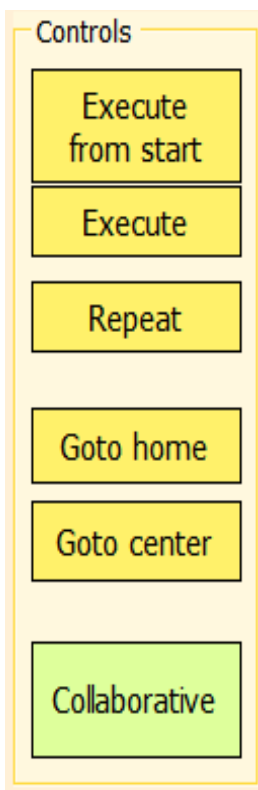 Controls
Execute
from start
Execute
Repeat
Goto home
Goto center
Collaborative